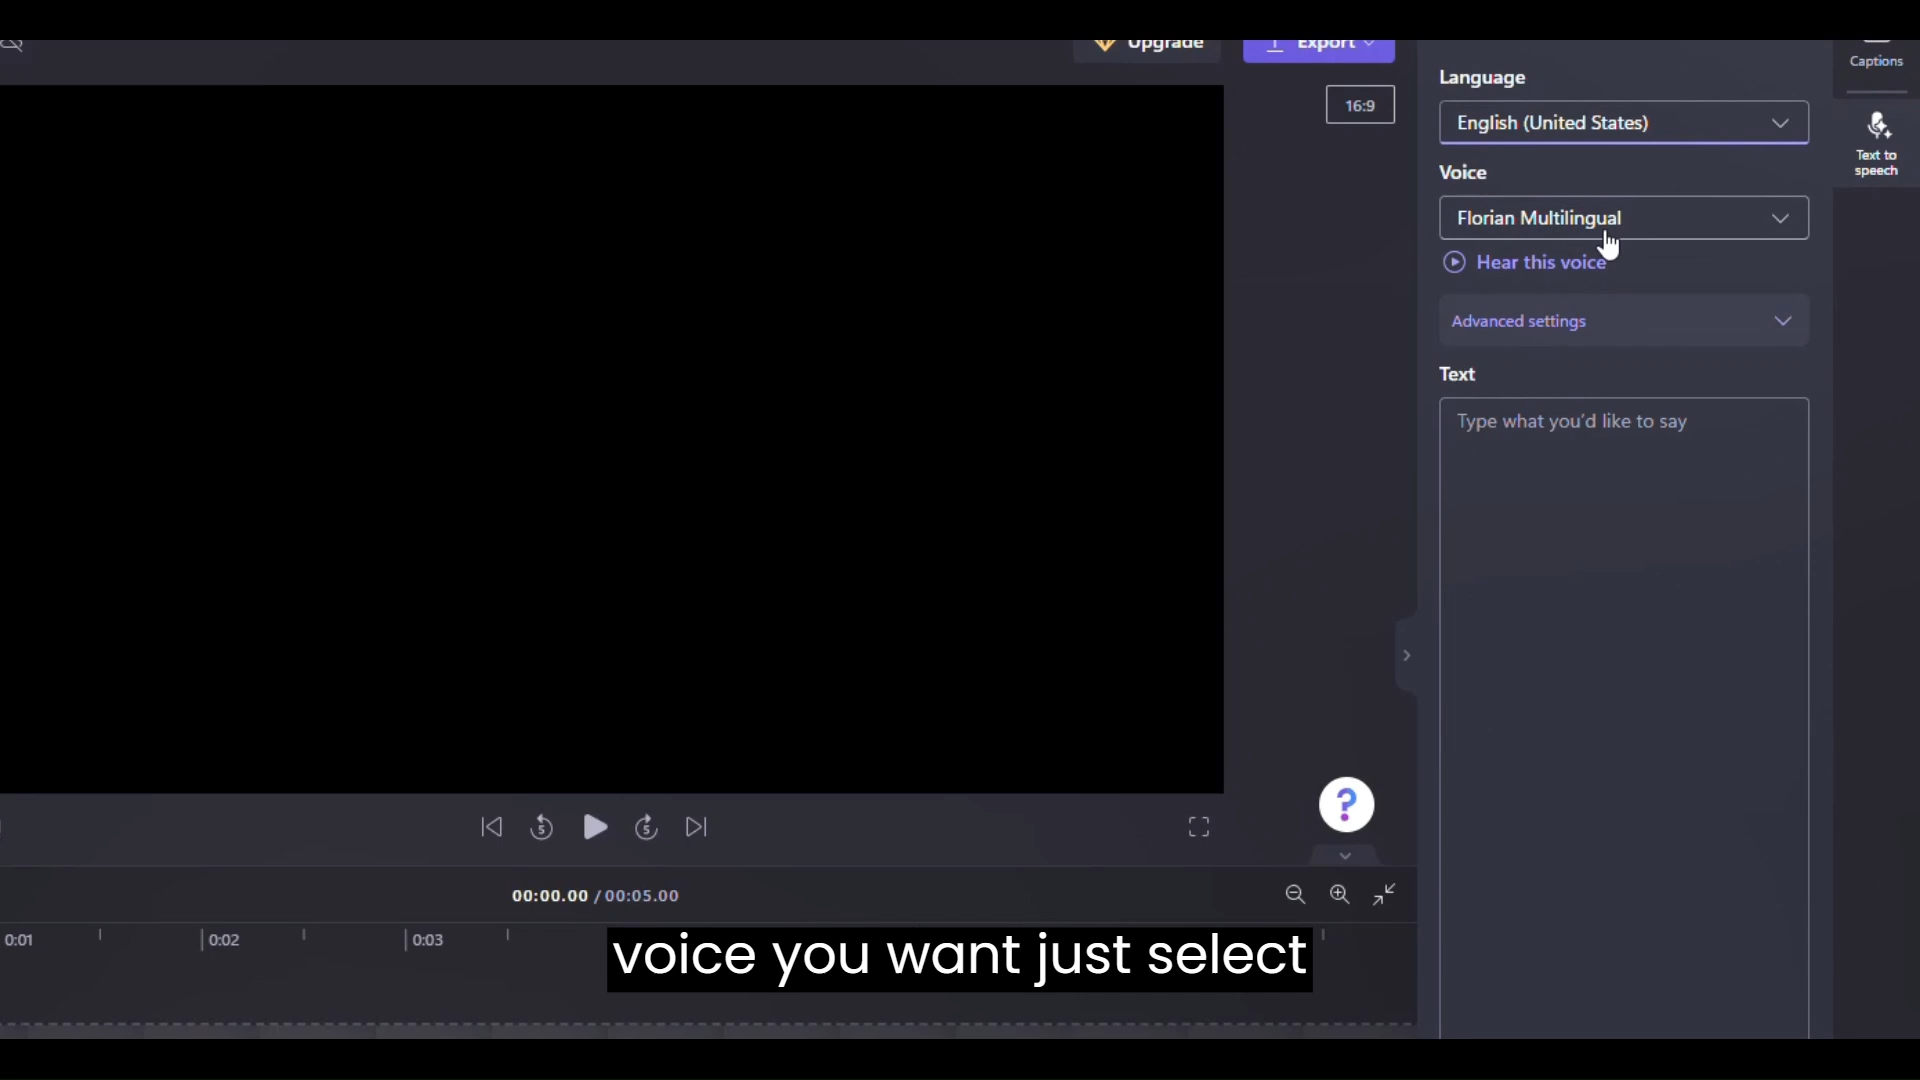 Upgrade
Export
16:9
Language
English (United States)
Voice
Florian Multilingual
Hear this voice
Advanced settings
Text
Type what you'd like to say
Captions
Text to
speech
5
5
?
00:00.00 / 00:05.00
0:01
0:02
0:03
voice you want just select